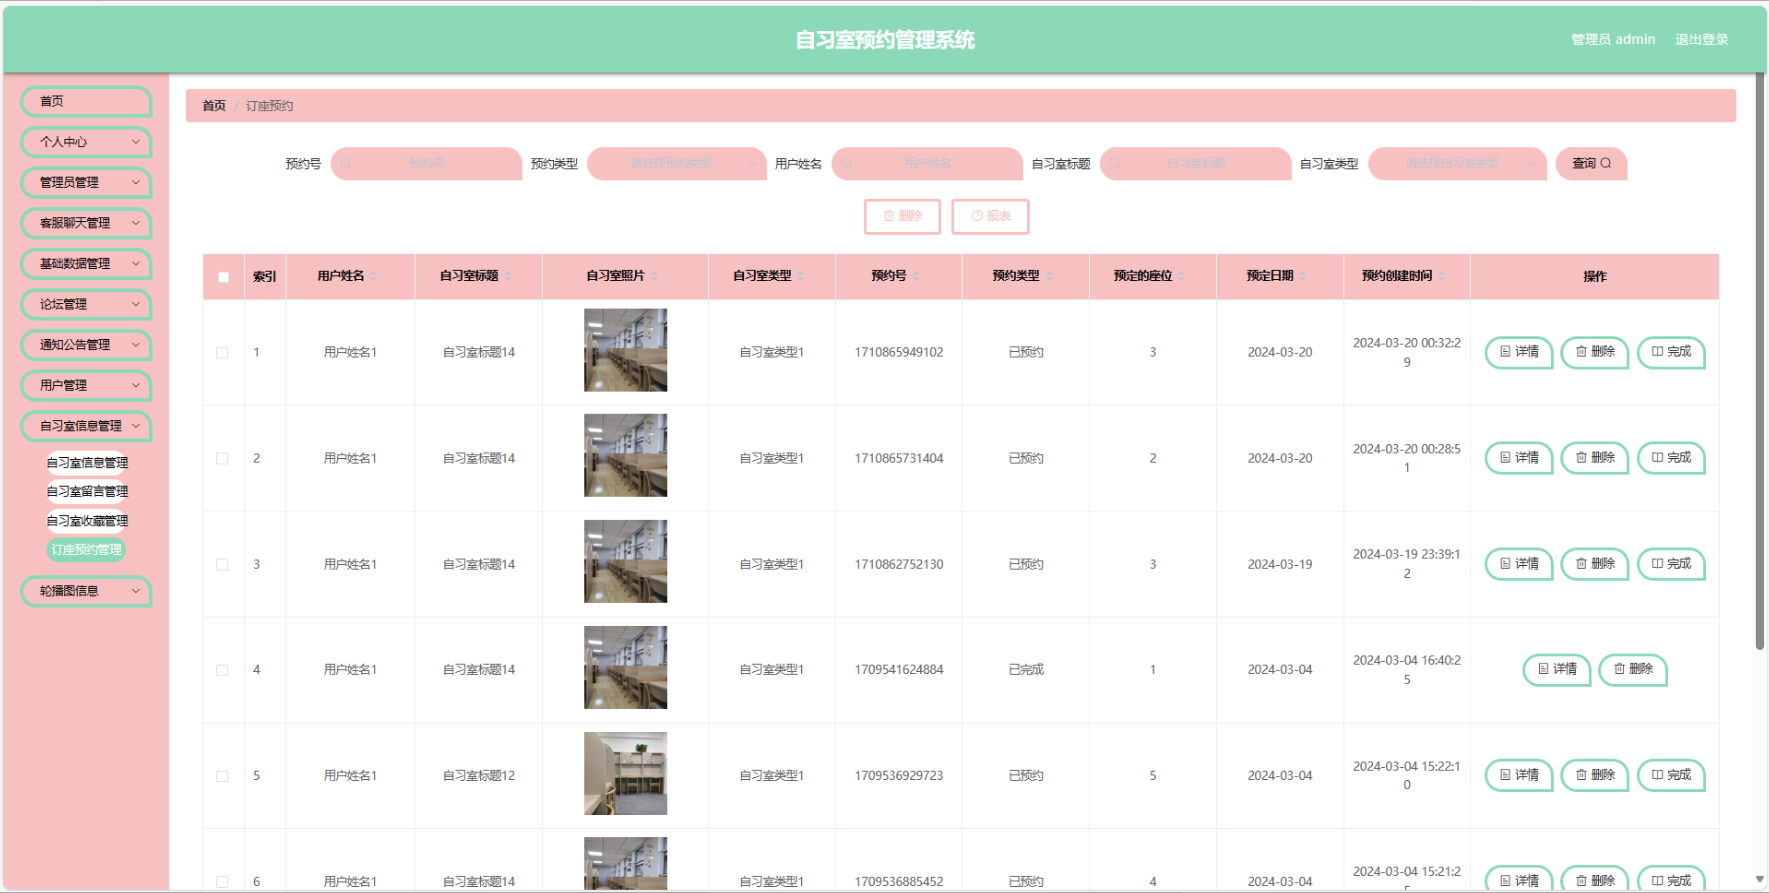 自习室预约管理系统
管理员 admin 退出登录
首页
个人中心
管理员管理
客服聊天管理
基础数据管理
论坛管理
通知公告管理
用户管理
自习室信息管理
自习室信息管理
自习室留言管理
自习室收藏管理
订座预约管理
轮播图信息
首页 / 订座预约
预约号 预约号 预约类型 请选择预约类型 用户姓名 用户姓名 自习室标题 自习室标题 自习室类型 请选择自习室类型 查询
删除 报表
索引 用户姓名 自习室标题 自习室照片 自习室类型 预约号 预约类型 预定的座位 预定日期 预约创建时间 操作
1 用户姓名1 自习室标题14 自习室类型1 1710865949102 已预约 3 2024-03-20 2024-03-20 00:32:2 详情 删除 完成
9
2 用户姓名1 自习室标题14 自习室类型1 1710865731404 已预约 2 2024-03-20 2024-03-20 00:28:5 详情 删除 完成
1
3 用户姓名1 自习室标题14 自习室类型1 1710862752130 已预约 3 2024-03-19 2024-03-19 23:39:1 详情 删除 完成
2
4 用户姓名1 自习室标题14 自习室类型1 1709541624884 已完成 1 2024-03-04 2024-03-04 16:40:2 详情 删除
5
5 用户姓名1 自习室标题12 自习室类型1 1709536929723 已预约 5 2024-03-04 2024-03-04 15:22:1 详情 删除 完成
0
6 用户姓名1 自习室标题14 自习室类型1 1709536885452 已预约 4 2024-03-04 2024-03-04 15:21:2 详情 删除 完成